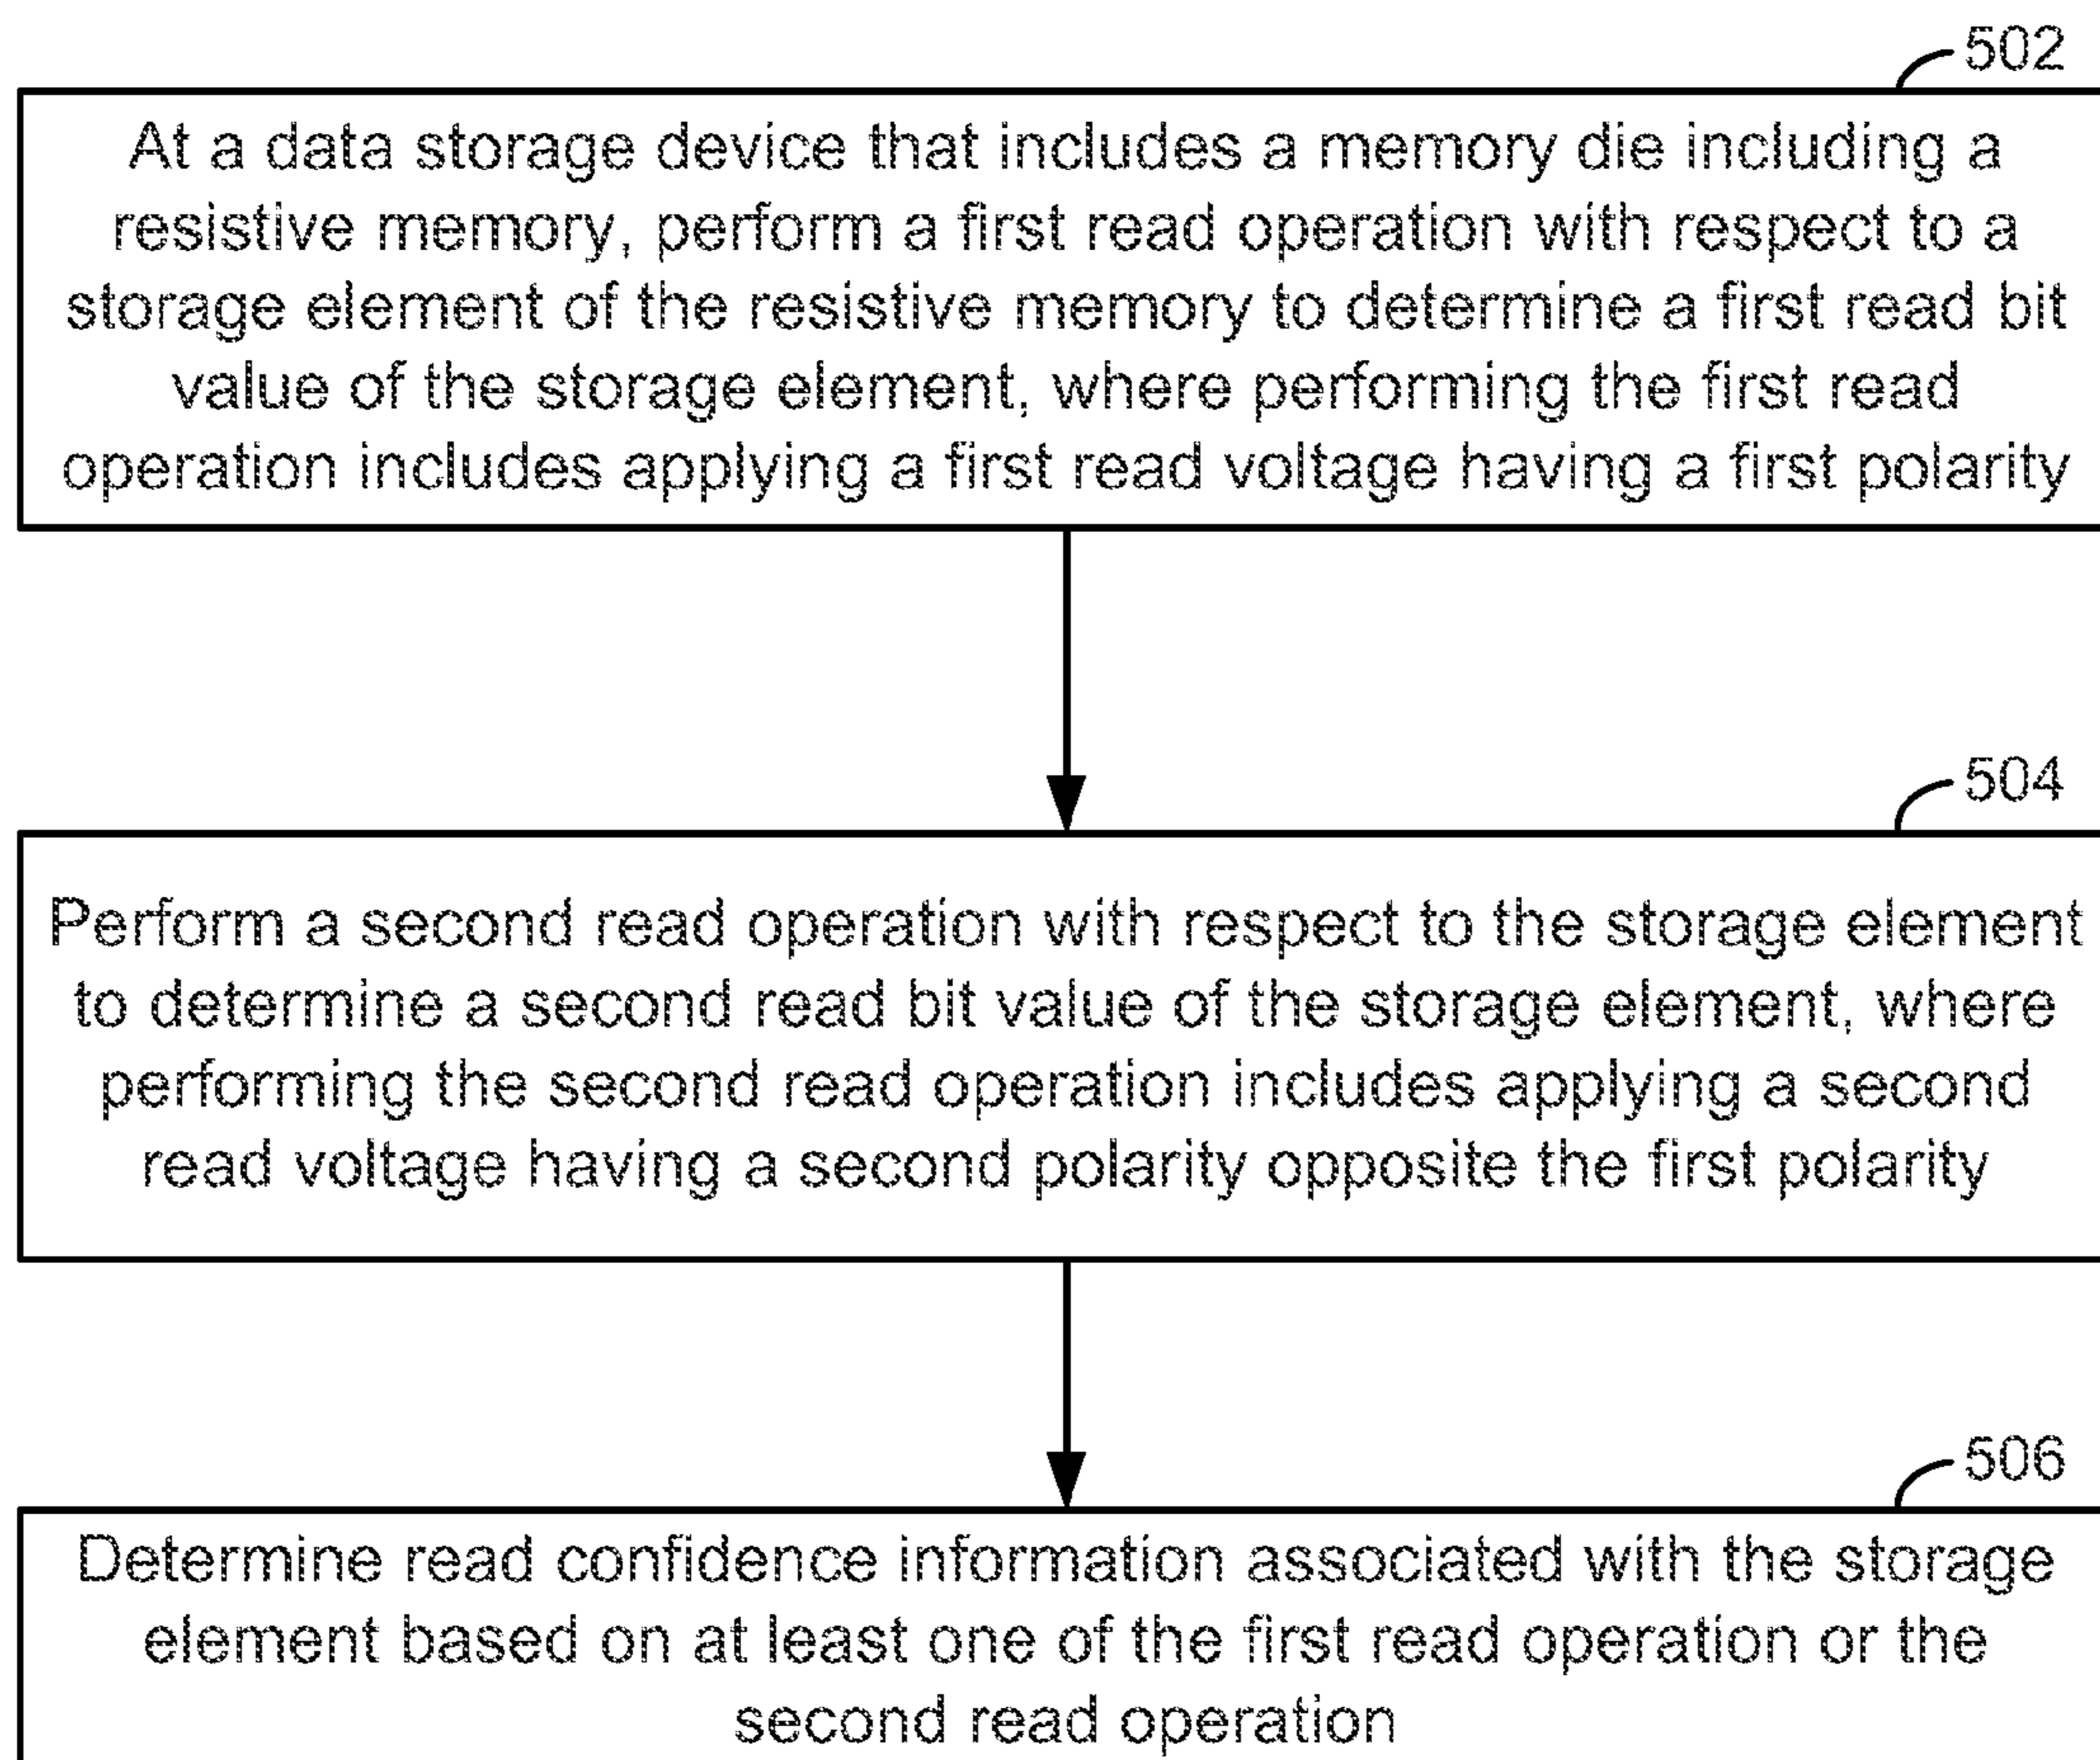 502
At a data storage device that includes a memory die including a
resistive memory, perform a first read operation with respect to a
storage element of the resistive memory to determine a first read bit
value of the storage element, where performing the first read
operation includes applying a first read voltage having a first polarity
504
Perform a second read operation with respect to the storage element
to determine a second read bit value of the storage element, where
performing the second read operation includes applying a second
read voltage having a second polarity opposite the first polarity
506
Determine read confidence information associated with the storage
element based on at least one of the first read operation or the
second read operation